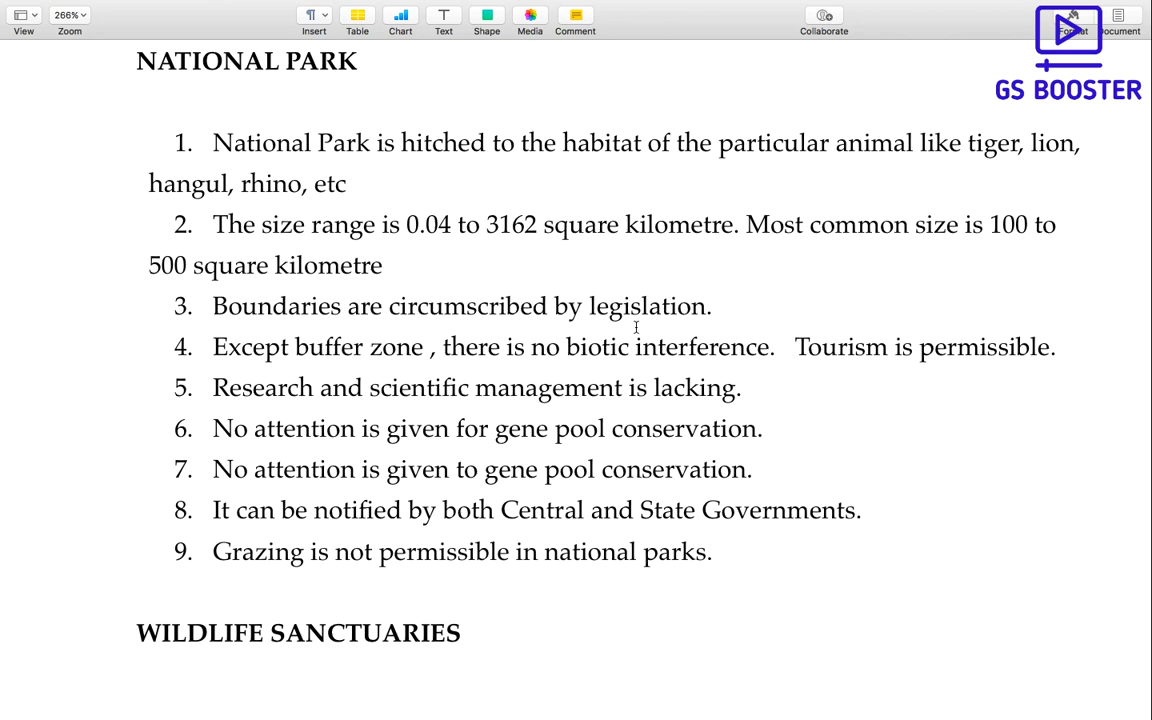 266%
View
Zoom
Insert
Table
Chart
Text
Shape
Media
Comment
Collaborate
Format
Document
GS BOOSTER
NATIONAL PARK
1. National Park is hitched to the habitat of the particular animal like tiger, lion,
hangul, rhino, etc
2. The size range is 0.04 to 3162 square kilometre. Most common size is 100 to
500 square kilometre
3. Boundaries are circumscribed by legislation.
4. Except buffer zone , there is no biotic interference. Tourism is permissible.
5. Research and scientific management is lacking.
6. No attention is given for gene pool conservation.
7. No attention is given to gene pool conservation.
8. It can be notified by both Central and State Governments.
9. Grazing is not permissible in national parks.
WILDLIFE SANCTUARIES